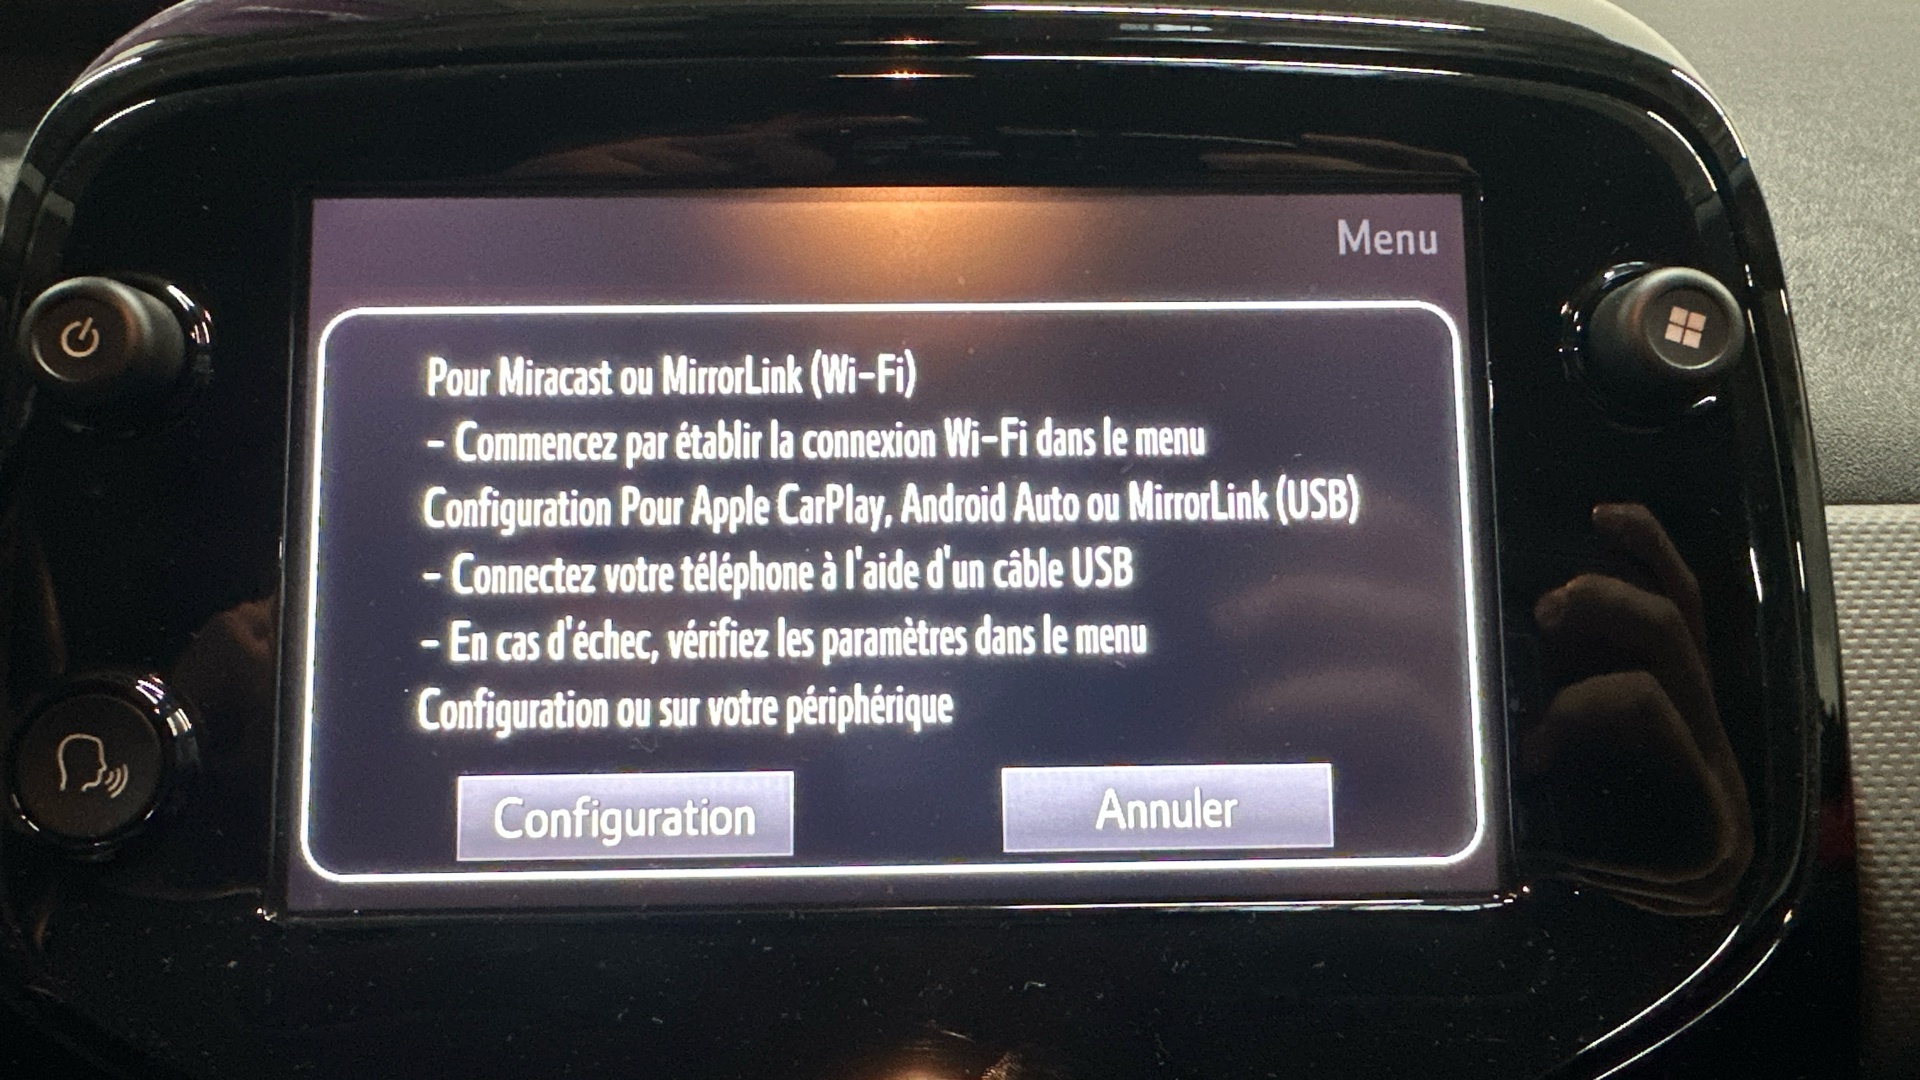 Menu
Pour Miracast ou MirrorLink (Wi-Fi)
- Commencez par établir la connexion Wi-Fi dans le menu
Configuration Pour Apple CarPlay, Android Auto ou MirrorLink (USB)
- Connectez votre téléphone à l'aide d'un câble USB
- En cas d'échec, vérifiez les paramètres dans le menu
Configuration ou sur votre périphérique
Configuration
Annuler